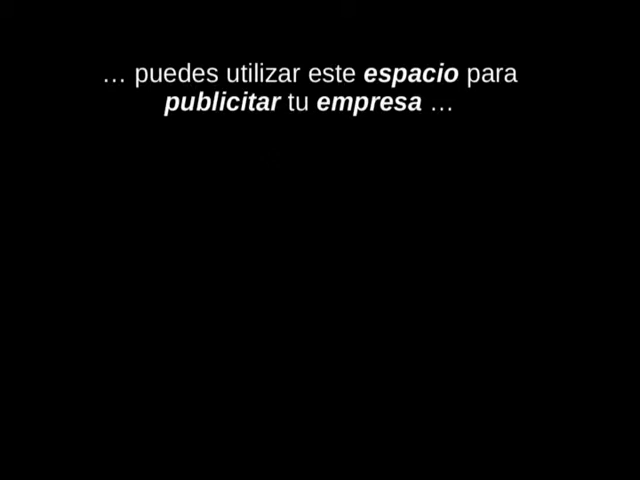 … puedes utilizar este espacio para
publicitar tu empresa …